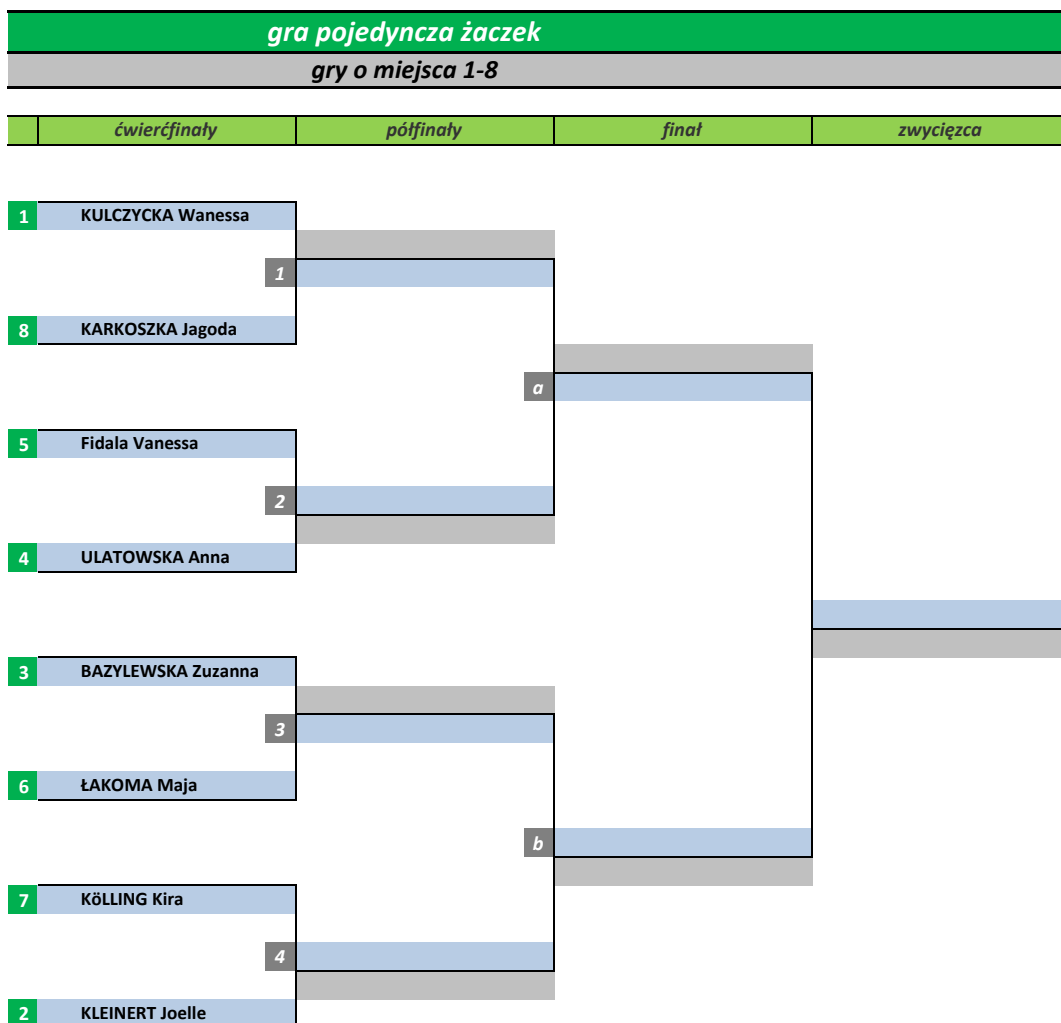 gra pojedyncza żaczek
gry o miejsca 1-8
ćwierćfinały półfinały finał zwycięzca
1 KULCZYCKA Wanessa
1
8 KARKOSZKA Jagoda
a
5 Fidala Vanessa
2
4 ULATOWSKA Anna
3 BAZYLEWSKA Zuzanna
3
6 ŁAKOMA Maja
b
7 KöLLING Kira
4
2 KLEINERT Joelle